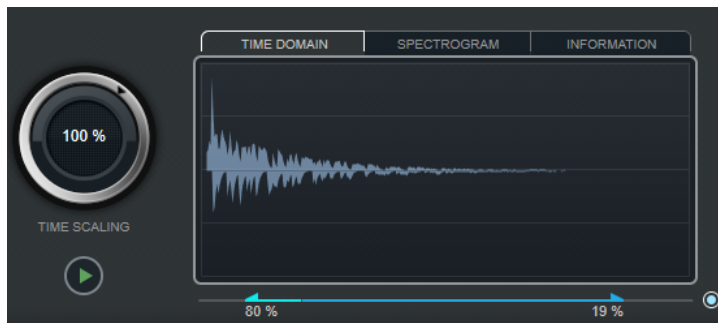 TIME DOMAIN SPECTROGRAM INFORMATION
100 %
TIME SCALING
80 % 19 %